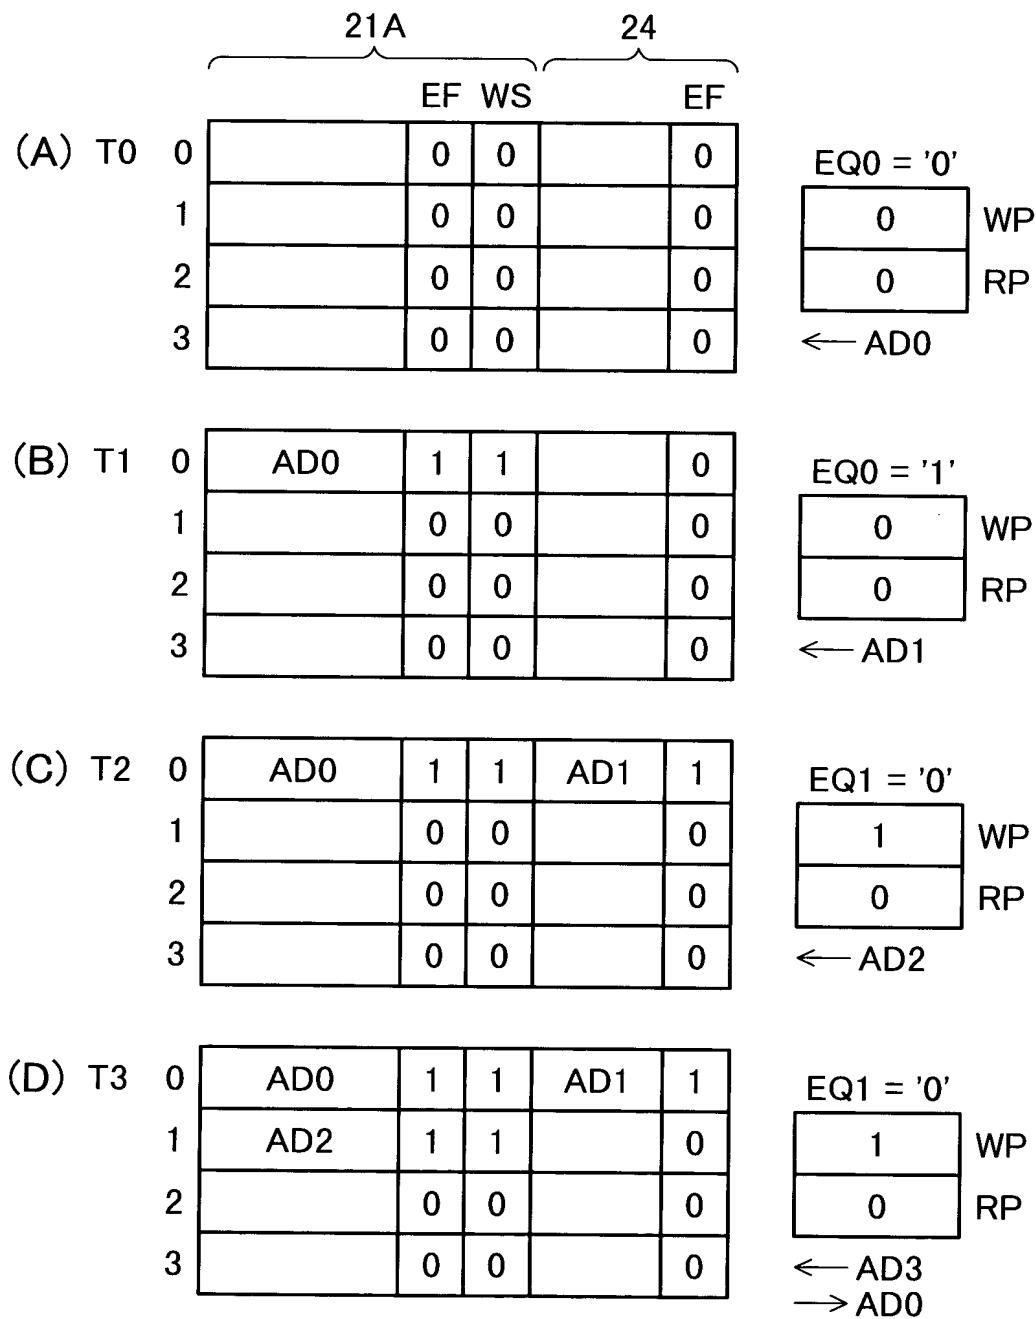 21A 24
EF WS EF
(A) T0 0 0 0 0 EQ0 = '0'
1 0 0 0 0 WP
2 0 0 0 0 RP
3 0 0 0 ← AD0
(B) T1 0 AD0 1 1 0 EQ0 = '1'
1 0 0 0 0 WP
2 0 0 0 0 RP
3 0 0 0 ← AD1
(C) T2 0 AD0 1 1 AD1 1 EQ1 = '0'
1 0 0 0 1 WP
2 0 0 0 0 RP
3 0 0 0 ← AD2
(D) T3 0 AD0 1 1 AD1 1 EQ1 = '0'
1 AD2 1 1 0 1 WP
2 0 0 0 0 RP
3 0 0 0 ← AD3
→ AD0